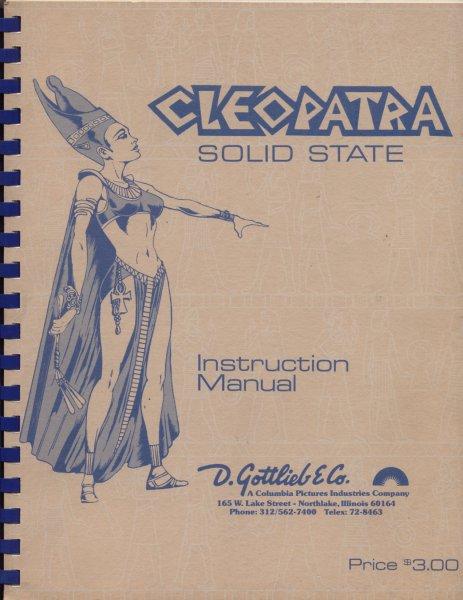 CLEOPATRA
SOLID STATE
Instruction
Manual
D. Gottlieb & Co.
A Columbia Pictures Industries Company
165 W. Lake Street - Northlake, Illinois 60164
Phone: 312/562-7400 Telex: 72-8463
Price $3.00